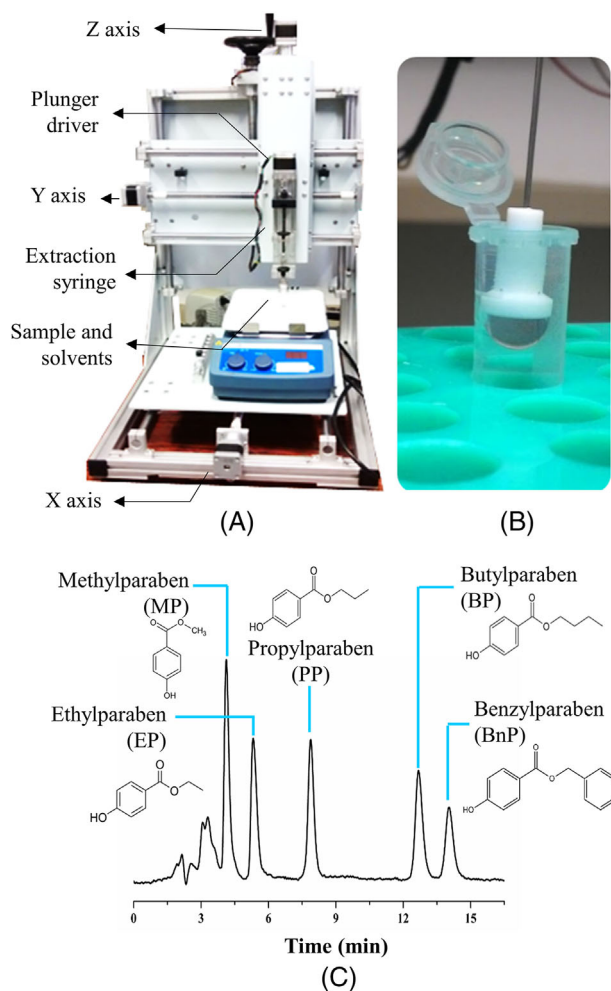 Z axis
Plunger
driver
Y axis
Extraction
syringe
Sample and
solvents
X axis
(A)
(B)
Methylparaben
(MP)
O
O
CH₃
OH
O
O
HO
Propylparaben
(PP)
Butylparaben
(BP)
O
O
HO
Ethylparaben
(EP)
O
O
HO
Benzylparaben
(BnP)
O
O
HO
0
3
6
9
12
15
Time (min)
(C)